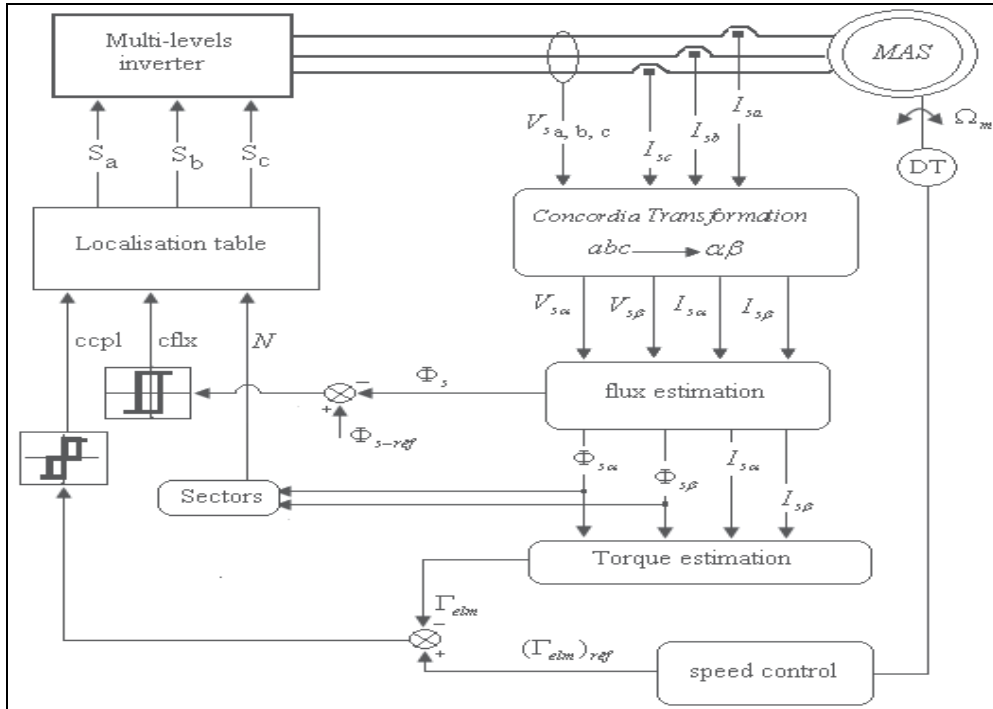 Multi-levels
inverter
MAS
Ω_m
DT
V_s a, b, c
I_sc
I_sb
I_sa
S_a
S_b
S_c
Concordia Transformation
abc → αβ
Localisation table
V_sα
V_sβ
I_sα
I_sβ
ccpl
cflx
N
flux estimation
Φ_s
−
+
Φ_s−ref
Φ_sα
Φ_sβ
I_sα
I_sβ
Sectors
Torque estimation
Γ_elm
−
+
(Γ_elm)_ref
speed control